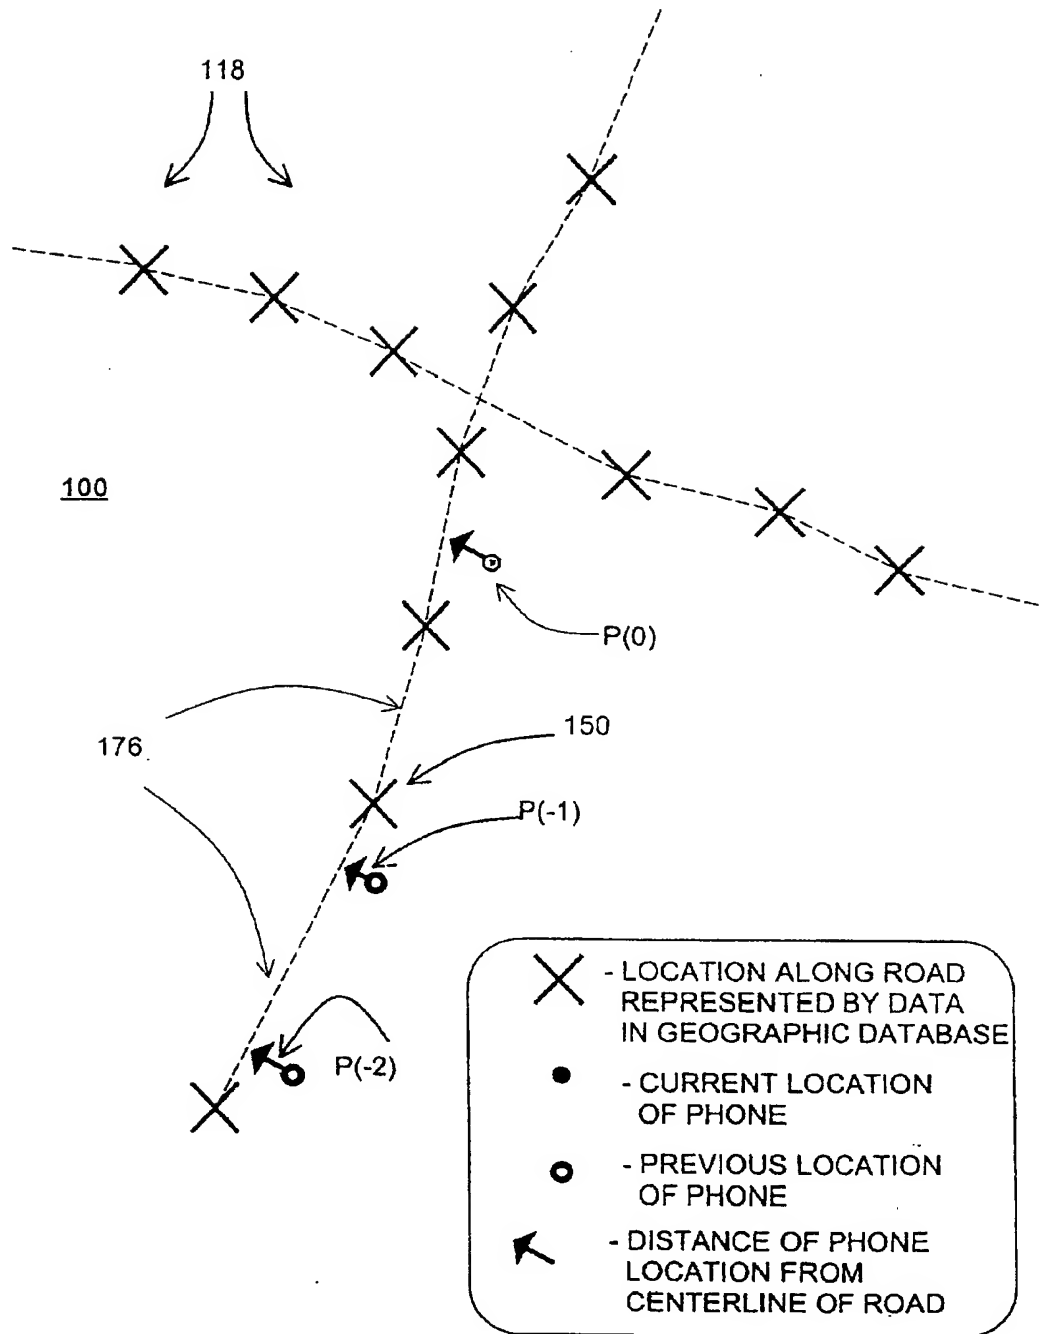 118
100
P(0)
176
150
P(-1)
P(-2)
- LOCATION ALONG ROAD
REPRESENTED BY DATA
IN GEOGRAPHIC DATABASE
- CURRENT LOCATION
OF PHONE
- PREVIOUS LOCATION
OF PHONE
- DISTANCE OF PHONE
LOCATION FROM
CENTERLINE OF ROAD